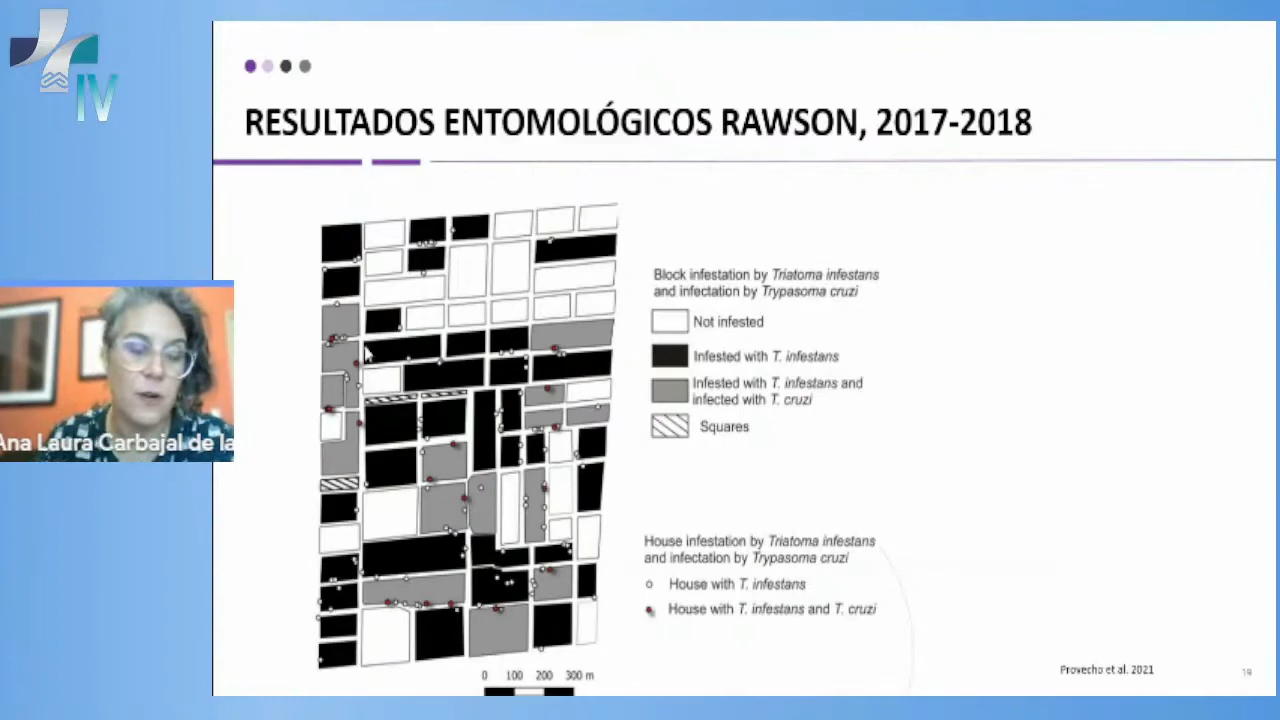 IV
RESULTADOS ENTOMOLÓGICOS RAWSON, 2017-2018
Block infestation by Triatoma infestans
and infectation by Trypasoma cruzi
Not infested
Infested with T. infestans
Infested with T. infestans and
infected with T. cruzi
Squares
Ana Laura Carbajal de la
House infestation by Triatoma infestans
and infectation by Trypasoma cruzi
House with T. infestans
House with T. infestans and T. cruzi
0 100 200 300 m
Provecho et al. 2021
19